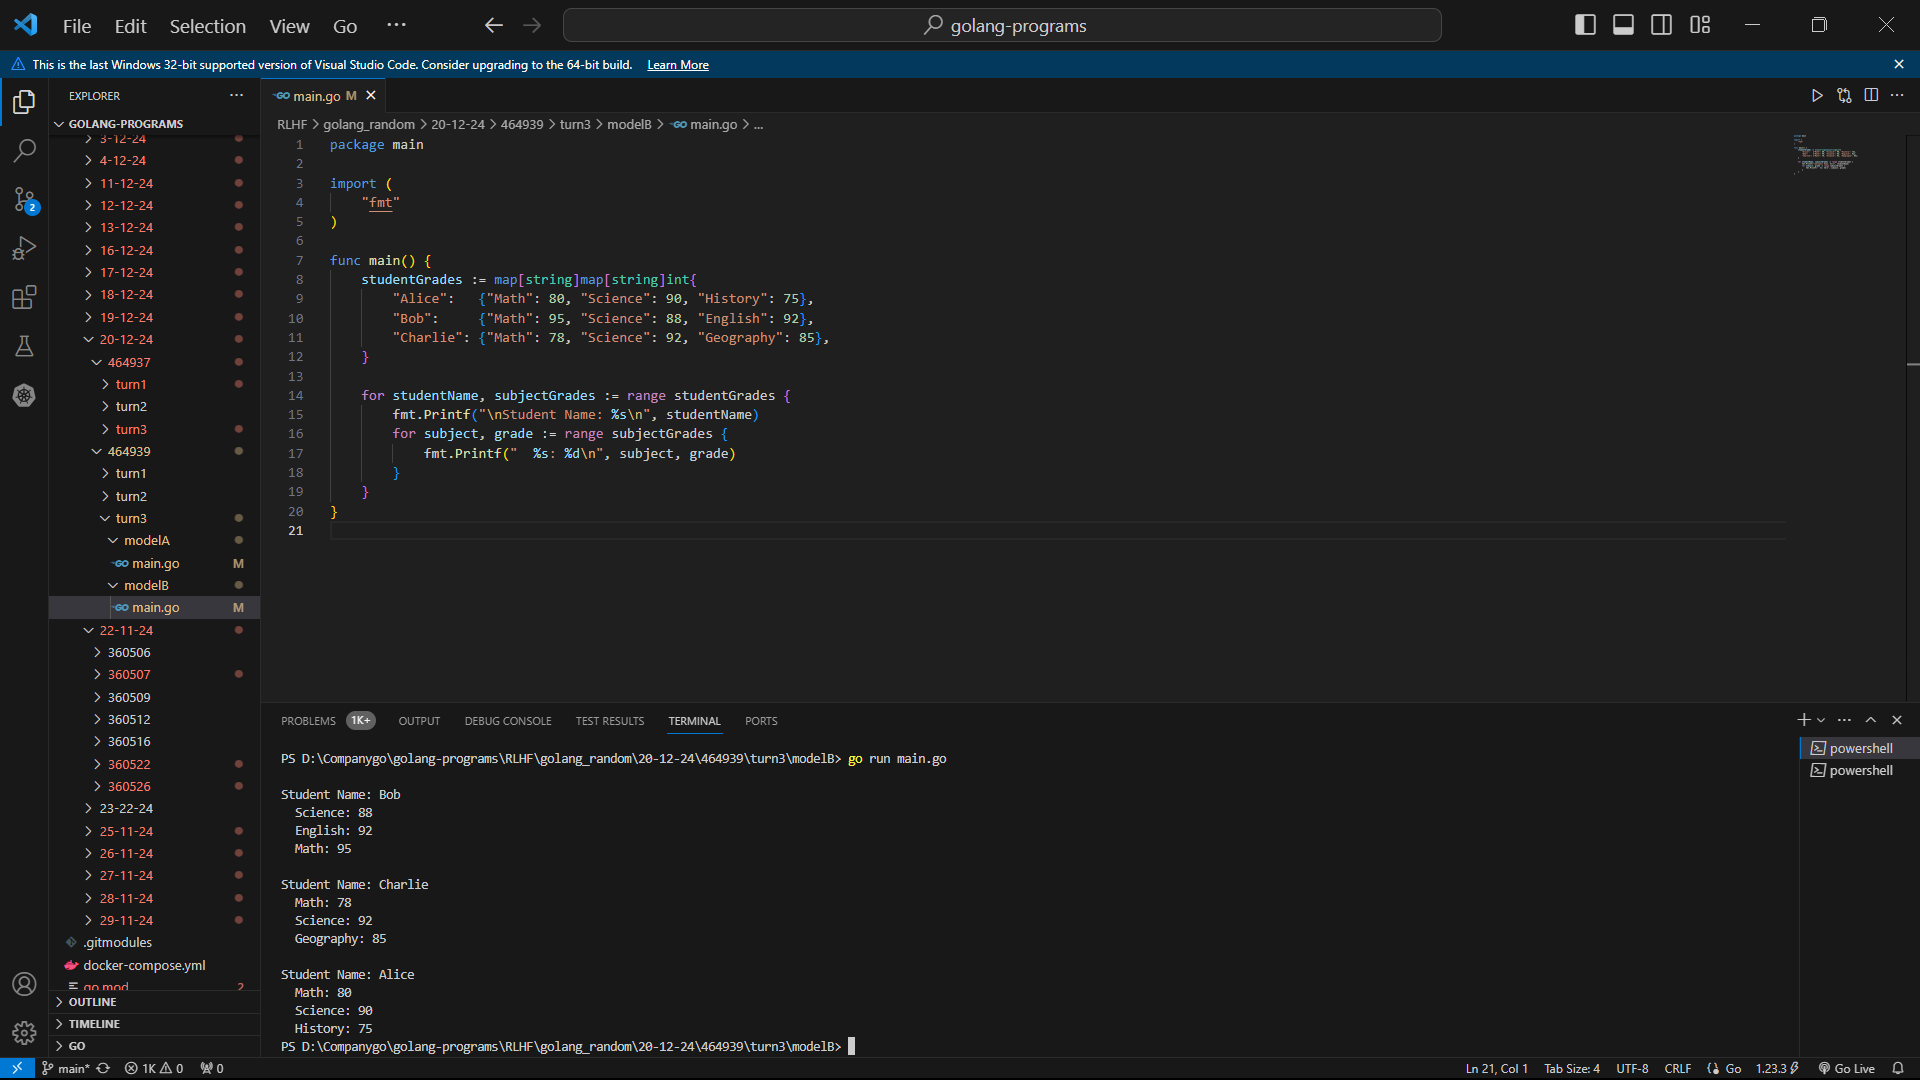 File Edit Selection View Go ···
golang-programs
This is the last Windows 32-bit supported version of Visual Studio Code. Consider upgrading to the 64-bit build. Learn More
EXPLORER
GOLANG-PROGRAMS
3-12-24
4-12-24
11-12-24
12-12-24
13-12-24
16-12-24
17-12-24
18-12-24
19-12-24
20-12-24
464937
turn1
turn2
turn3
464939
turn1
turn2
turn3
modelA
main.go M
modelB
main.go M
22-11-24
360506
360507
360509
360512
360516
360522
360526
23-22-24
25-11-24
26-11-24
27-11-24
28-11-24
29-11-24
.gitmodules
docker-compose.yml
go.mod 2
OUTLINE
TIMELINE
GO
2
main.go M
RLHF > golang_random > 20-12-24 > 464939 > turn3 > modelB > main.go > ...
1 package main
2
3 import (
4 "fmt"
5 )
6
7 func main() {
8 studentGrades := map[string]map[string]int{
9 "Alice":   {"Math": 80, "Science": 90, "History": 75},
10 "Bob":     {"Math": 95, "Science": 88, "English": 92},
11 "Charlie": {"Math": 78, "Science": 92, "Geography": 85},
12 }
13
14 for studentName, subjectGrades := range studentGrades {
15 fmt.Printf("\nStudent Name: %s\n", studentName)
16 for subject, grade := range subjectGrades {
17 fmt.Printf("  %s: %d\n", subject, grade)
18 }
19 }
20 }
21
PROBLEMS 1K+ OUTPUT DEBUG CONSOLE TEST RESULTS TERMINAL PORTS
PS D:\Companygo\golang-programs\RLHF\golang_random\20-12-24\464939\turn3\modelB> go run main.go
Student Name: Bob
Science: 88
English: 92
Math: 95
Student Name: Charlie
Math: 78
Science: 92
Geography: 85
Student Name: Alice
Math: 80
Science: 90
History: 75
PS D:\Companygo\golang-programs\RLHF\golang_random\20-12-24\464939\turn3\modelB>
powershell
powershell
main* 1K 0 0 Ln 21, Col 1 Tab Size: 4 UTF-8 CRLF Go 1.23.3 Go Live